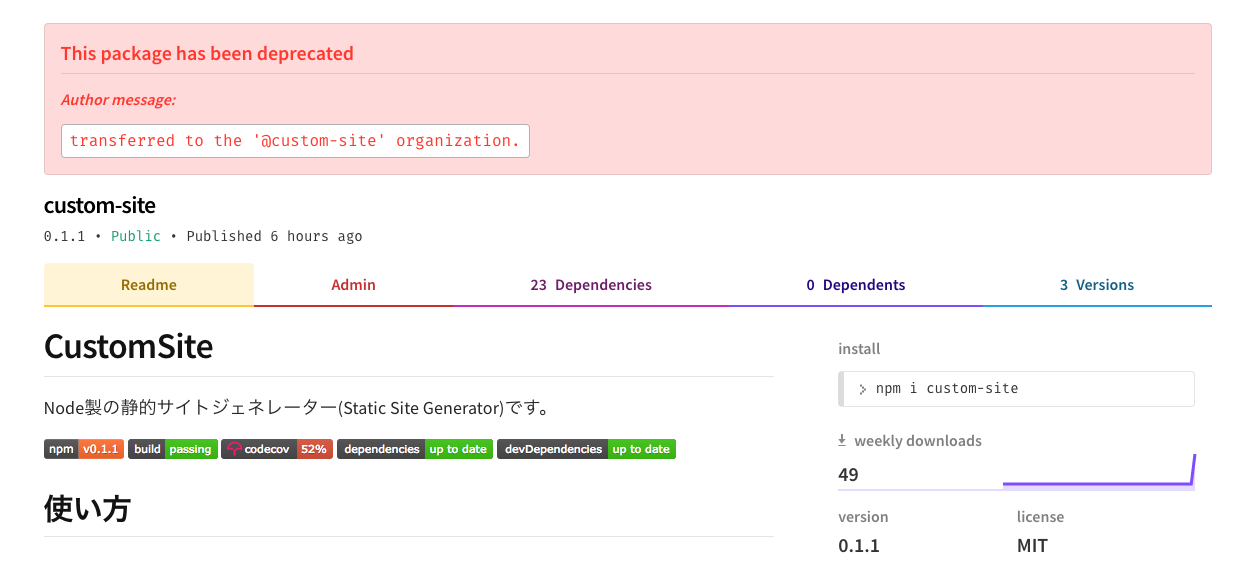 This package has been deprecated
Author message:
transferred to the '@custom-site' organization.
custom-site
0.1.1 • Public • Published 6 hours ago
Readme
Admin
23 Dependencies
0 Dependents
3 Versions
CustomSite
Node製の静的サイトジェネレーター(Static Site Generator)です。
npm v0.1.1 build passing codecov 52% dependencies up to date devDependencies up to date
使い方
install
npm i custom-site
weekly downloads
49
version
0.1.1
license
MIT